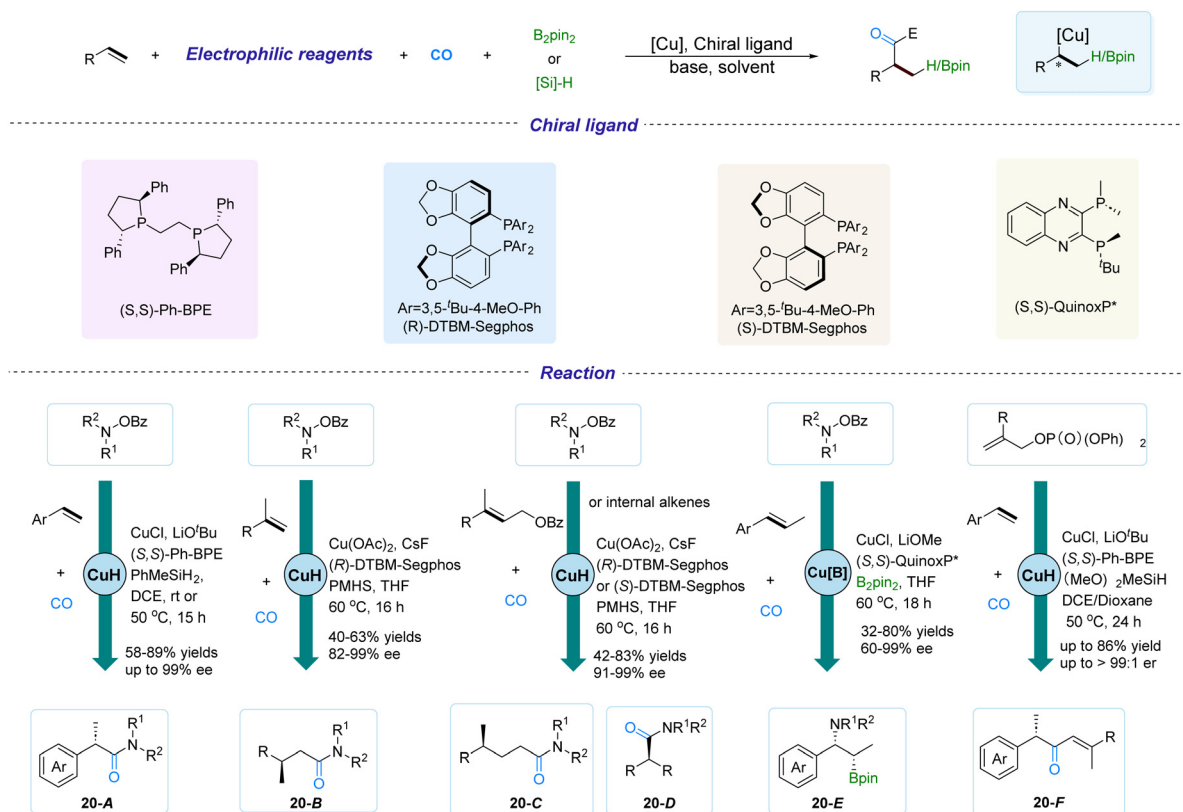 R + Electrophilic reagents + CO + B₂pin₂ or [Si]-H
[Cu], Chiral ligand
base, solvent
O E R H/Bpin
[Cu] R * H/Bpin
Chiral ligand
Ph Ph P P Ph Ph
(S,S)-Ph-BPE
O O PAr₂ PAr₂ O O
Ar=3,5-ᵗBu-4-MeO-Ph
(R)-DTBM-Segphos
O O PAr₂ PAr₂ O O
Ar=3,5-ᵗBu-4-MeO-Ph
(S)-DTBM-Segphos
N N P P ᵗBu
(S,S)-QuinoxP*
Reaction
R² N OBz R¹
Ar
+
CO
CuH
CuCl, LiOᵗBu
(S,S)-Ph-BPE
PhMeSiH₂,
DCE, rt or
50 °C, 15 h
58-89% yields
up to 99% ee
Ar O N R¹ R²
20-A
R² N OBz R¹
R
+
CO
CuH
Cu(OAc)₂, CsF
(R)-DTBM-Segphos
PMHS, THF
60 °C, 16 h
40-63% yields
82-99% ee
R O N R¹ R²
20-B
R² N OBz R¹
R OBz
or internal alkenes
+
CO
CuH
Cu(OAc)₂, CsF
(R)-DTBM-Segphos
or (S)-DTBM-Segphos
PMHS, THF
60 °C, 16 h
42-83% yields
91-99% ee
R O N R¹ R²
20-C
O NR¹R² R R
20-D
R² N OBz R¹
Ar
+
CO
Cu[B]
CuCl, LiOMe
(S,S)-QuinoxP*
B₂pin₂, THF
60 °C, 18 h
32-80% yields
60-99% ee
Ar NR¹R² Bpin
20-E
R OP(O)(OPh) 2
Ar
+
CO
CuH
CuCl, LiOᵗBu
(S,S)-Ph-BPE
(MeO) ₂MeSiH
DCE/Dioxane
50 °C, 24 h
up to 86% yield
up to > 99:1 er
Ar O R
20-F